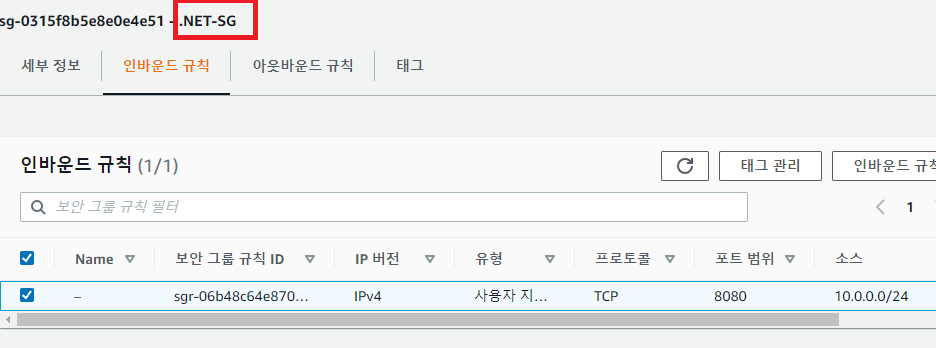 sg-0315f8b5e8e0e4e51 - .NET-SG
세부 정보 인바운드 규칙 아웃바운드 규칙 태그
인바운드 규칙 (1/1) 태그 관리 인바운드 규칙
보안 그룹 규칙 필터 1
Name 보안 그룹 규칙 ID IP 버전 유형 프로토콜 포트 범위 소스
– sgr-06b48c64e870... IPv4 사용자 지... TCP 8080 10.0.0.0/24